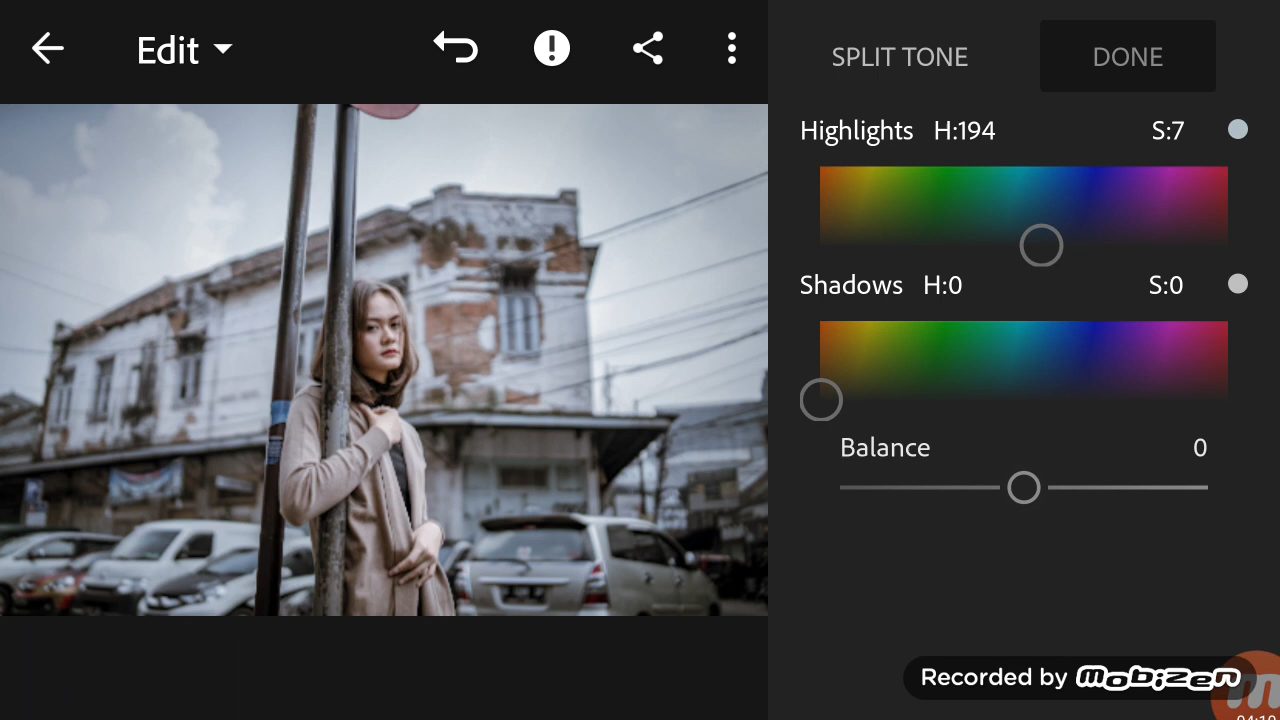 Edit
SPLIT TONE
DONE
Highlights H:194 S:7
Shadows H:0 S:0
Balance 0
Recorded by mobizen